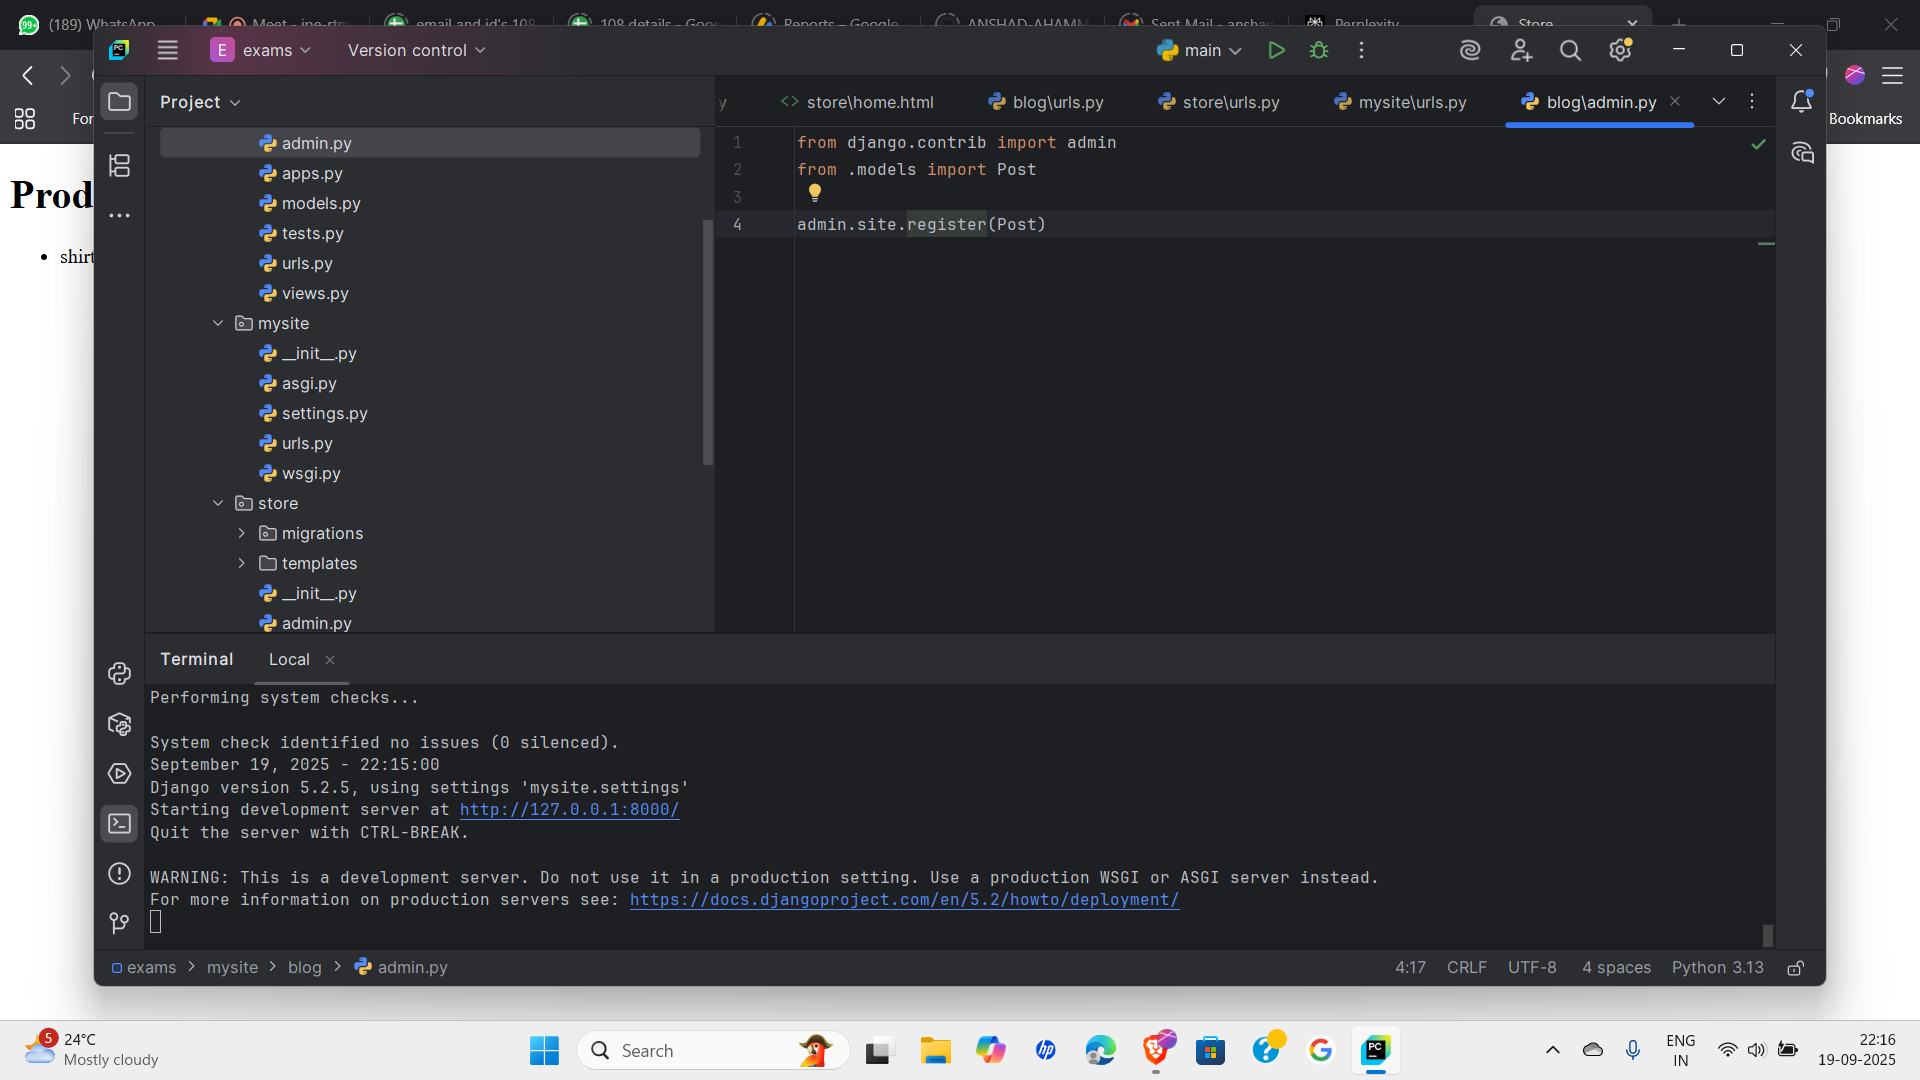 (189) WhatsApp
Meet - jpe-rtm
email and id's 108
108 details - Goo
Reports – Google
ANSHAD-AHAMM
Sent Mail - anshad
Perplexity
Store
99+
PC
E exams
Version control
main
For
Bookmarks
Project
y
store\home.html
blog\urls.py
store\urls.py
mysite\urls.py
blog\admin.py
Prod
shirt
admin.py
apps.py
models.py
tests.py
urls.py
views.py
mysite
__init__.py
asgi.py
settings.py
urls.py
wsgi.py
store
migrations
templates
__init__.py
admin.py
1 from django.contrib import admin
2 from .models import Post
3
4 admin.site.register(Post)
Terminal
Local
Performing system checks...
System check identified no issues (0 silenced).
September 19, 2025 - 22:15:00
Django version 5.2.5, using settings 'mysite.settings'
Starting development server at http://127.0.0.1:8000/
Quit the server with CTRL-BREAK.
WARNING: This is a development server. Do not use it in a production setting. Use a production WSGI or ASGI server instead.
For more information on production servers see: https://docs.djangoproject.com/en/5.2/howto/deployment/
exams > mysite > blog > admin.py
4:17 CRLF UTF-8 4 spaces Python 3.13
5
24°C
Mostly cloudy
Search
hp
PC
ENG
IN
22:16
19-09-2025